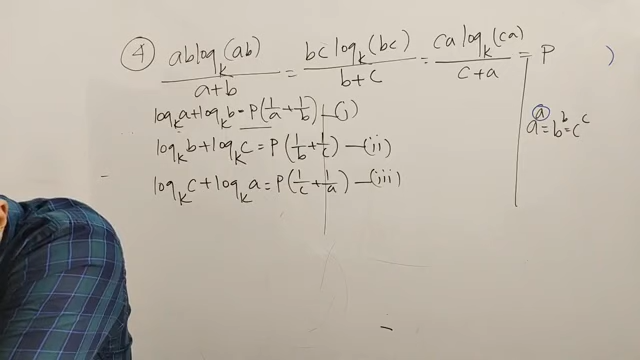 ④ ab log_k(ab)/(a+b) = bc log_k(bc)/(b+c) = ca log_k(ca)/(c+a) = P )
log_k a + log_k b = P(1/a + 1/b) —(i)
a^a = b^b = c^c
log_k b + log_k c = P(1/b + 1/c) —(ii)
log_k c + log_k a = P(1/c + 1/a) —(iii)